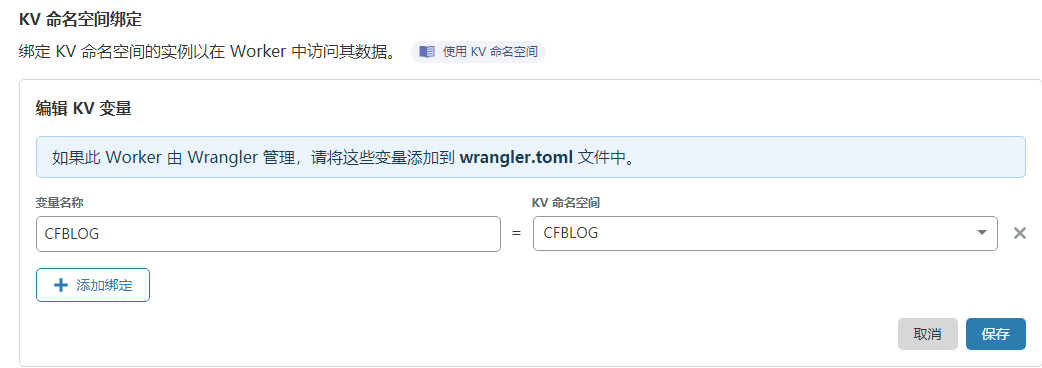 KV 命名空间绑定
绑定 KV 命名空间的实例以在 Worker 中访问其数据。 使用 KV 命名空间
编辑 KV 变量
如果此 Worker 由 Wrangler 管理，请将这些变量添加到 wrangler.toml 文件中。
变量名称 KV 命名空间
CFBLOG = CFBLOG
添加绑定
取消 保存